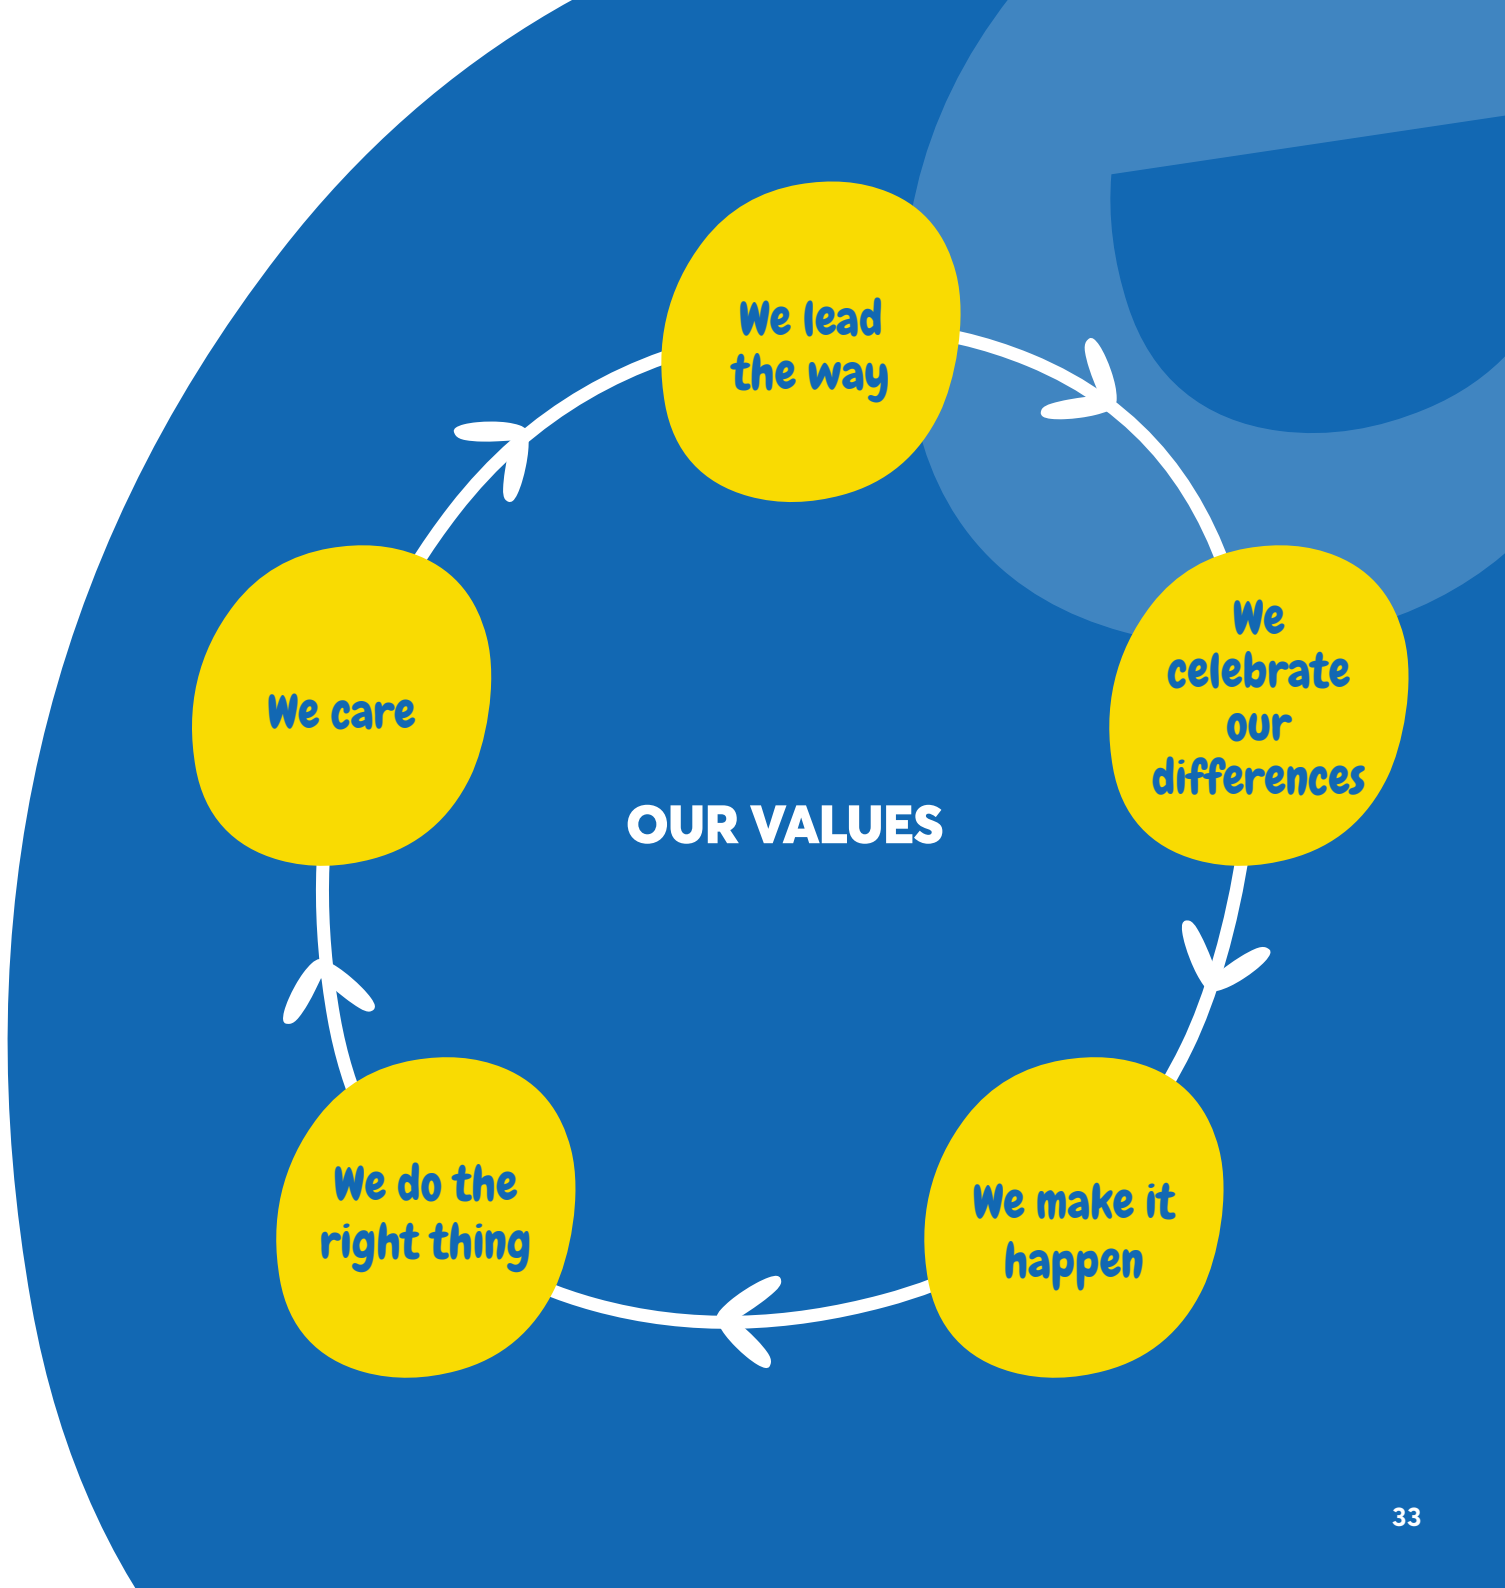 We lead
the way
We
celebrate
our
differences
We care
OUR VALUES
We do the
right thing
We make it
happen
33